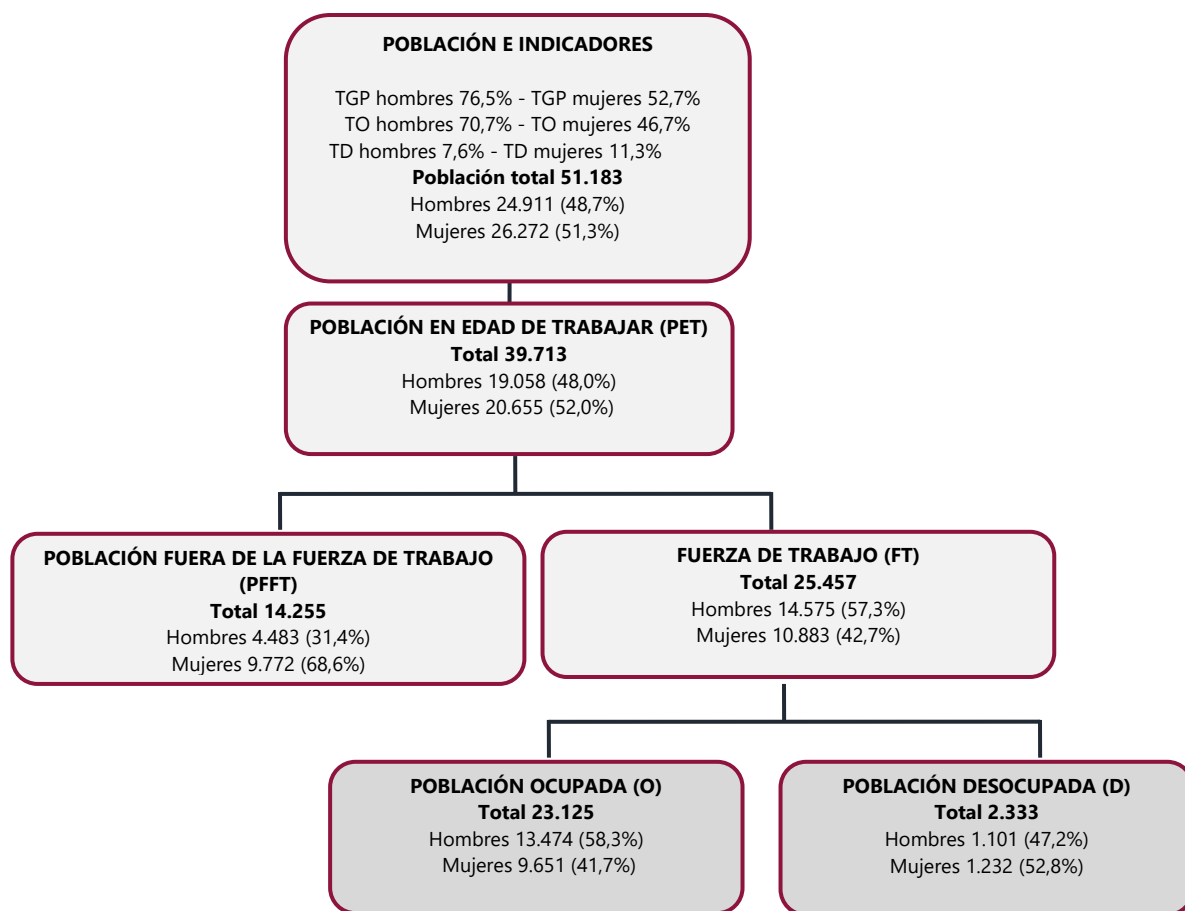 POBLACIÓN E INDICADORES
TGP hombres 76,5% - TGP mujeres 52,7%
TO hombres 70,7% - TO mujeres 46,7%
TD hombres 7,6% - TD mujeres 11,3%
Población total 51.183
Hombres 24.911 (48,7%)
Mujeres 26.272 (51,3%)
POBLACIÓN EN EDAD DE TRABAJAR (PET)
Total 39.713
Hombres 19.058 (48,0%)
Mujeres 20.655 (52,0%)
POBLACIÓN FUERA DE LA FUERZA DE TRABAJO
(PFFT)
Total 14.255
Hombres 4.483 (31,4%)
Mujeres 9.772 (68,6%)
FUERZA DE TRABAJO (FT)
Total 25.457
Hombres 14.575 (57,3%)
Mujeres 10.883 (42,7%)
POBLACIÓN OCUPADA (O)
Total 23.125
Hombres 13.474 (58,3%)
Mujeres 9.651 (41,7%)
POBLACIÓN DESOCUPADA (D)
Total 2.333
Hombres 1.101 (47,2%)
Mujeres 1.232 (52,8%)